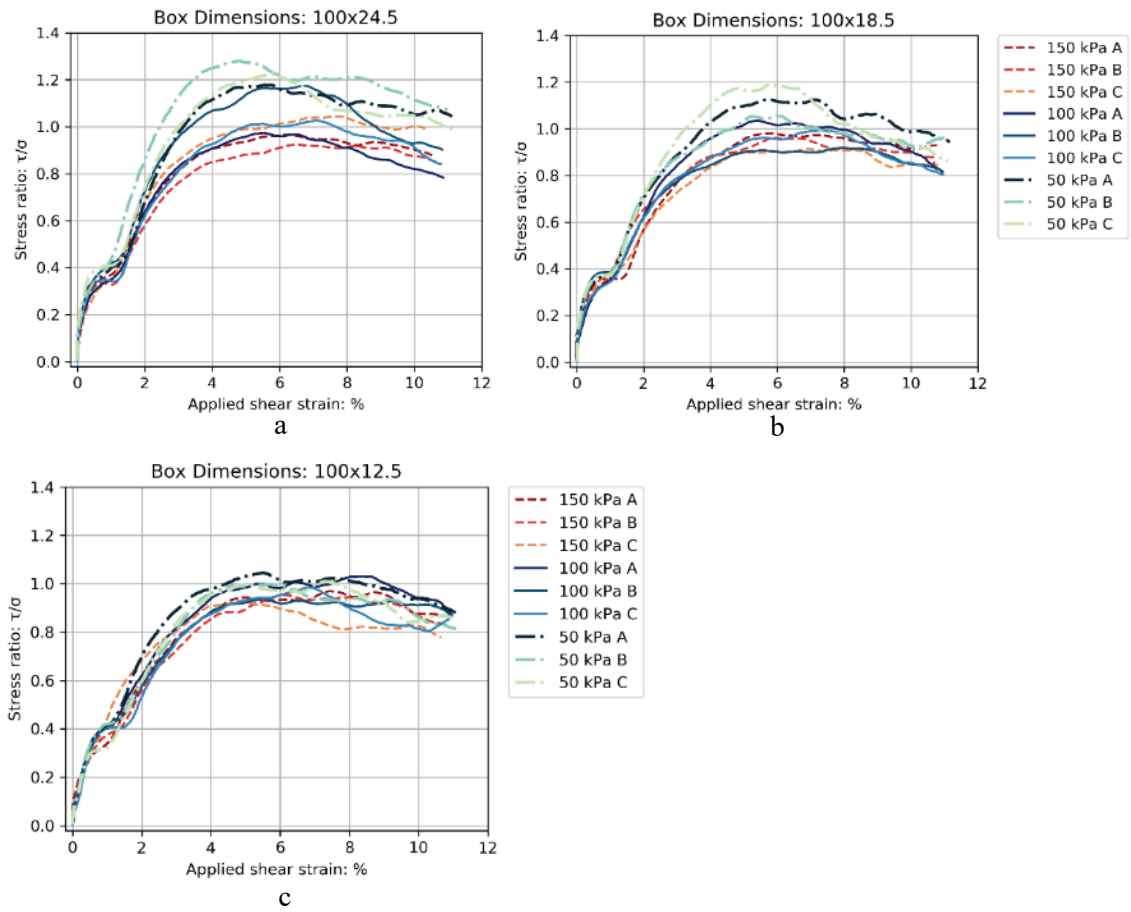 Box Dimensions: 100x24.5
1.4
1.2
1.0
0.8
0.6
0.4
0.2
0.0
Stress ratio: τ/σ
0 2 4 6 8 10 12
Applied shear strain: %
a
Box Dimensions: 100x18.5
1.4
1.2
1.0
0.8
0.6
0.4
0.2
0.0
Stress ratio: τ/σ
0 2 4 6 8 10 12
Applied shear strain: %
b
150 kPa A
150 kPa B
150 kPa C
100 kPa A
100 kPa B
100 kPa C
50 kPa A
50 kPa B
50 kPa C
Box Dimensions: 100x12.5
1.4
1.2
1.0
0.8
0.6
0.4
0.2
0.0
Stress ratio: τ/σ
0 2 4 6 8 10 12
Applied shear strain: %
c
150 kPa A
150 kPa B
150 kPa C
100 kPa A
100 kPa B
100 kPa C
50 kPa A
50 kPa B
50 kPa C